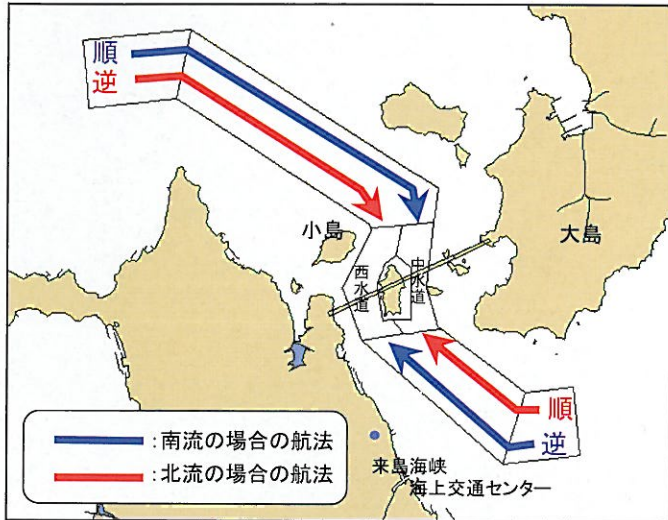 順
逆
小島
大島
西水道
中水道
順
逆
:南流の場合の航法
:北流の場合の航法
来島海峡
海上交通センター